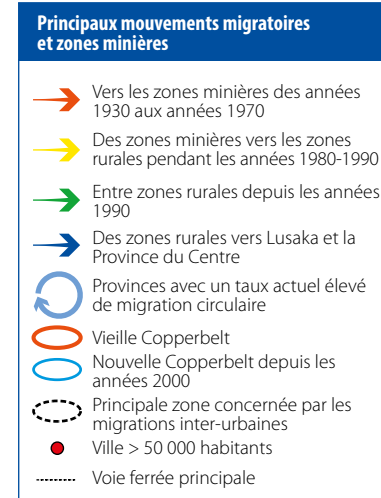 Principaux mouvements migratoires
et zones minières
Vers les zones minières des années
1930 aux années 1970
Des zones minières vers les zones
rurales pendant les années 1980-1990
Entre zones rurales depuis les années
1990
Des zones rurales vers Lusaka et la
Province du Centre
Provinces avec un taux actuel élevé
de migration circulaire
Vieille Copperbelt
Nouvelle Copperbelt depuis les
années 2000
Principale zone concernée par les
migrations inter-urbaines
Ville > 50 000 habitants
Voie ferrée principale